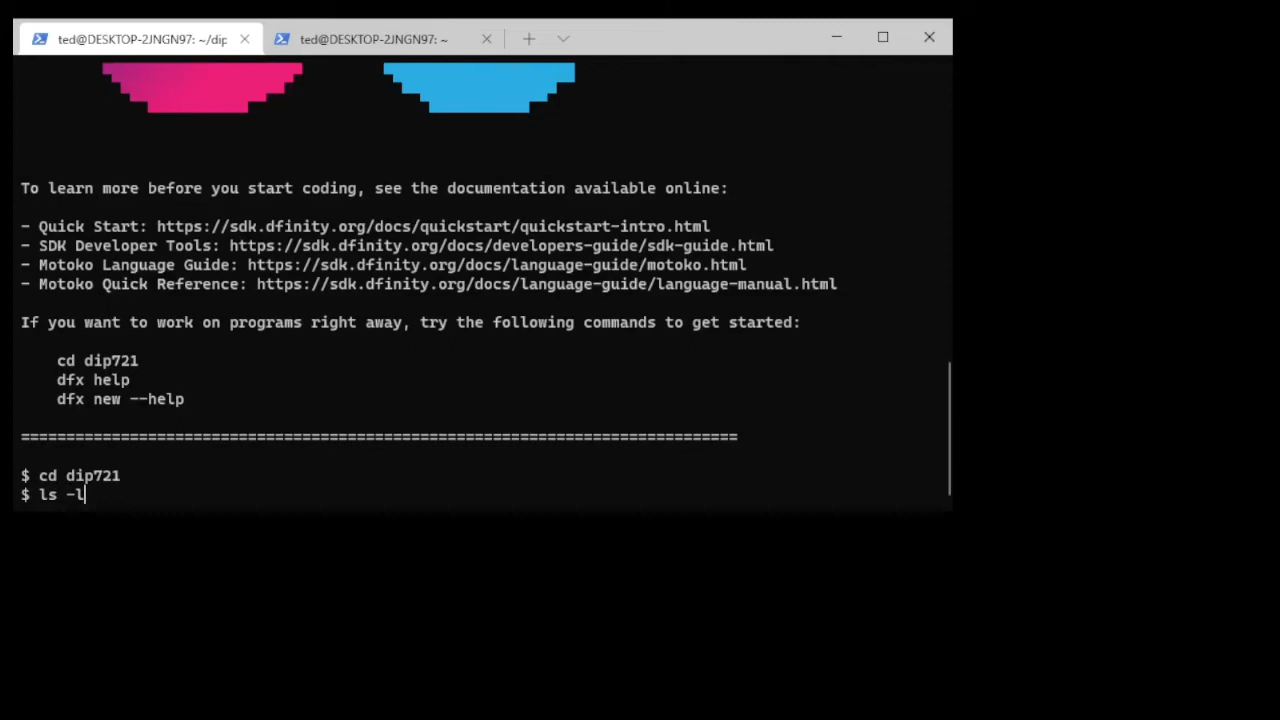 ted@DESKTOP-2JNGN97: ~/dip
ted@DESKTOP-2JNGN97: ~
To learn more before you start coding, see the documentation available online:
- Quick Start: https://sdk.dfinity.org/docs/quickstart/quickstart-intro.html
- SDK Developer Tools: https://sdk.dfinity.org/docs/developers-guide/sdk-guide.html
- Motoko Language Guide: https://sdk.dfinity.org/docs/language-guide/motoko.html
- Motoko Quick Reference: https://sdk.dfinity.org/docs/language-guide/language-manual.html
If you want to work on programs right away, try the following commands to get started:
cd dip721
dfx help
dfx new --help
================================================================================
$ cd dip721
$ ls -l